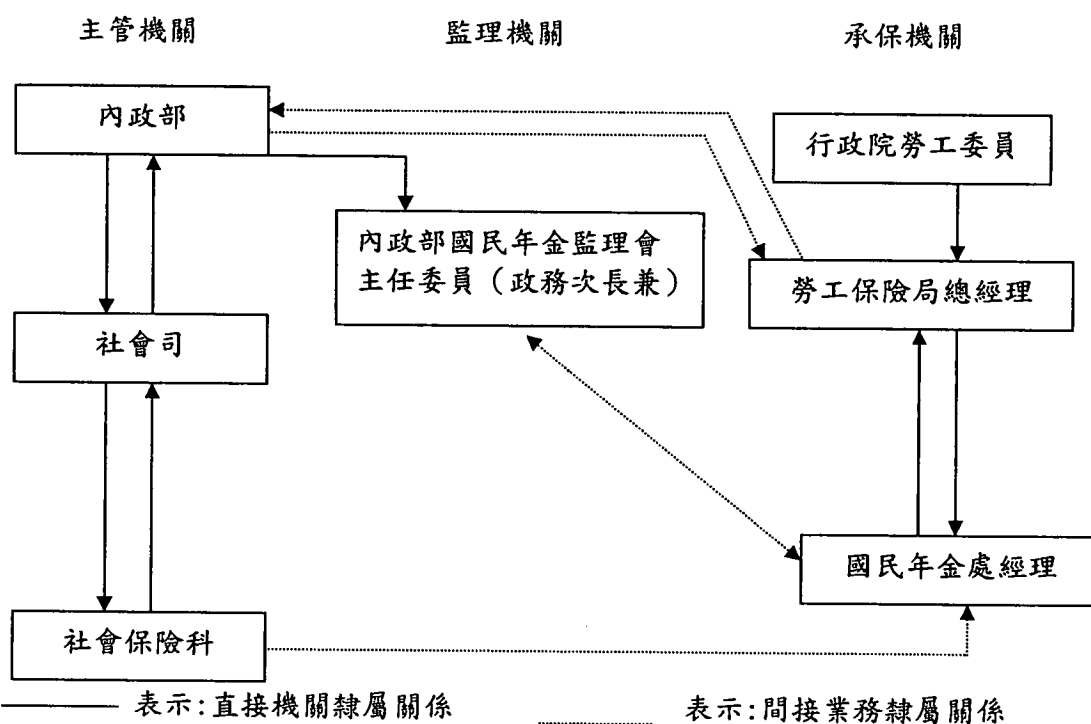 主管機關
監理機關
承保機關
內政部
行政院勞工委員
內政部國民年金監理會
主任委員（政務次長兼）
勞工保險局總經理
社會司
國民年金處經理
社會保險科
表示:直接機關隸屬關係
表示:間接業務隸屬關係